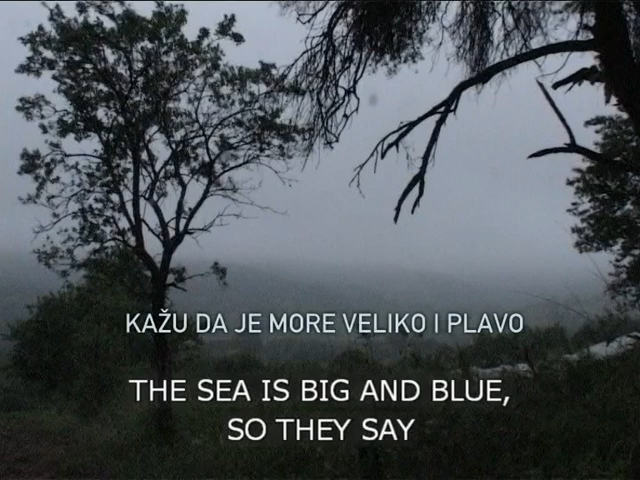 KAŽU DA JE MORE VELIKO I PLAVO
THE SEA IS BIG AND BLUE,
SO THEY SAY